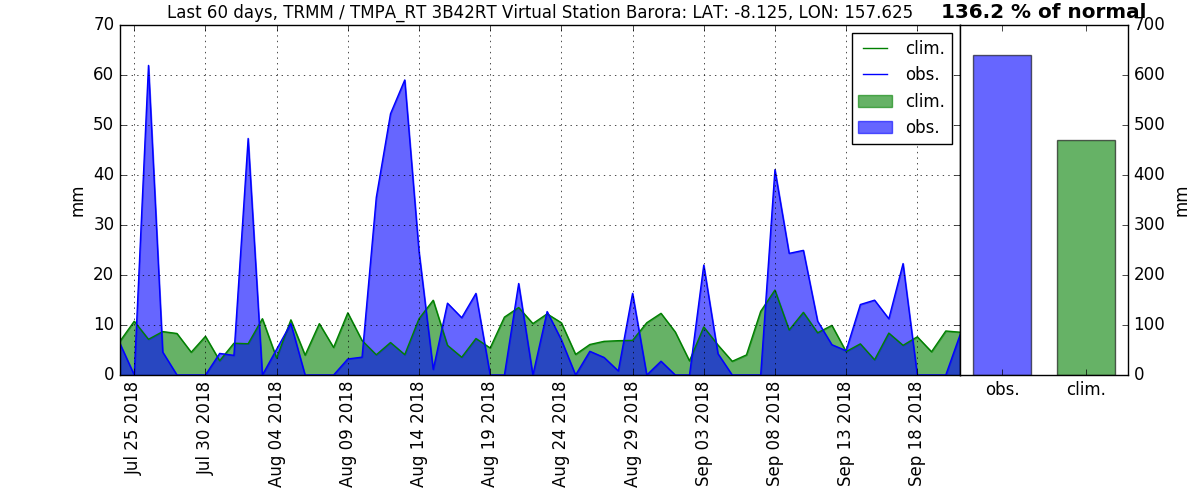 Last 60 days, TRMM / TMPA_RT 3B42RT Virtual Station Barora: LAT: -8.125, LON: 157.625
136.2 % of normal
70
60
50
40
30
20
10
0
mm
clim.
obs.
clim.
obs.
700
600
500
400
300
200
100
0
mm
obs.
clim.
Jul 25 2018
Jul 30 2018
Aug 04 2018
Aug 09 2018
Aug 14 2018
Aug 19 2018
Aug 24 2018
Aug 29 2018
Sep 03 2018
Sep 08 2018
Sep 13 2018
Sep 18 2018